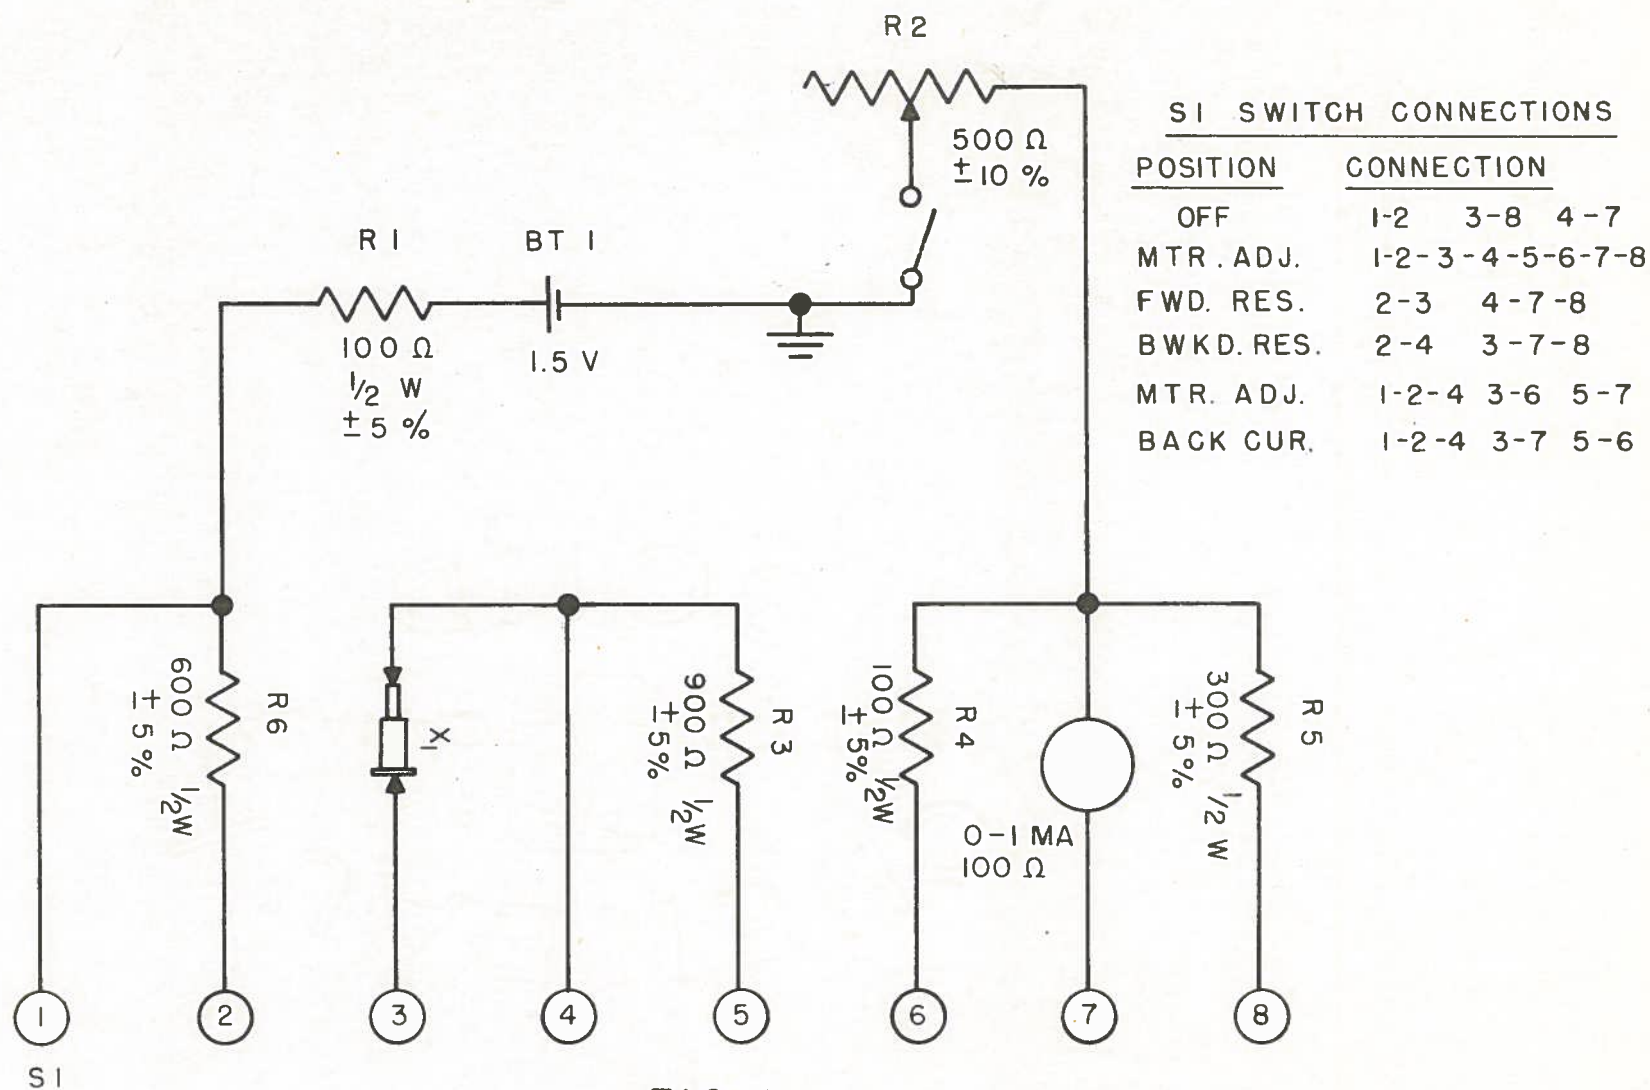 R2
500 Ω
± 10 %
S1 SWITCH CONNECTIONS
POSITION CONNECTION
OFF 1-2 3-8 4-7
MTR. ADJ. 1-2-3-4-5-6-7-8
FWD. RES. 2-3 4-7-8
BWKD. RES. 2-4 3-7-8
MTR. ADJ. 1-2-4 3-6 5-7
BACK CUR. 1-2-4 3-7 5-6
R1
100 Ω
1/2 W
± 5 %
BT 1
1.5 V
R6
600 Ω 1/2W
± 5%
X1
R3
900 Ω 1/2W
± 5%
R4
100 Ω 1/2W
± 5%
0-1 MA
100 Ω
R5
300 Ω 1/2 W
± 5%
1
2
3
4
5
6
7
8
S1